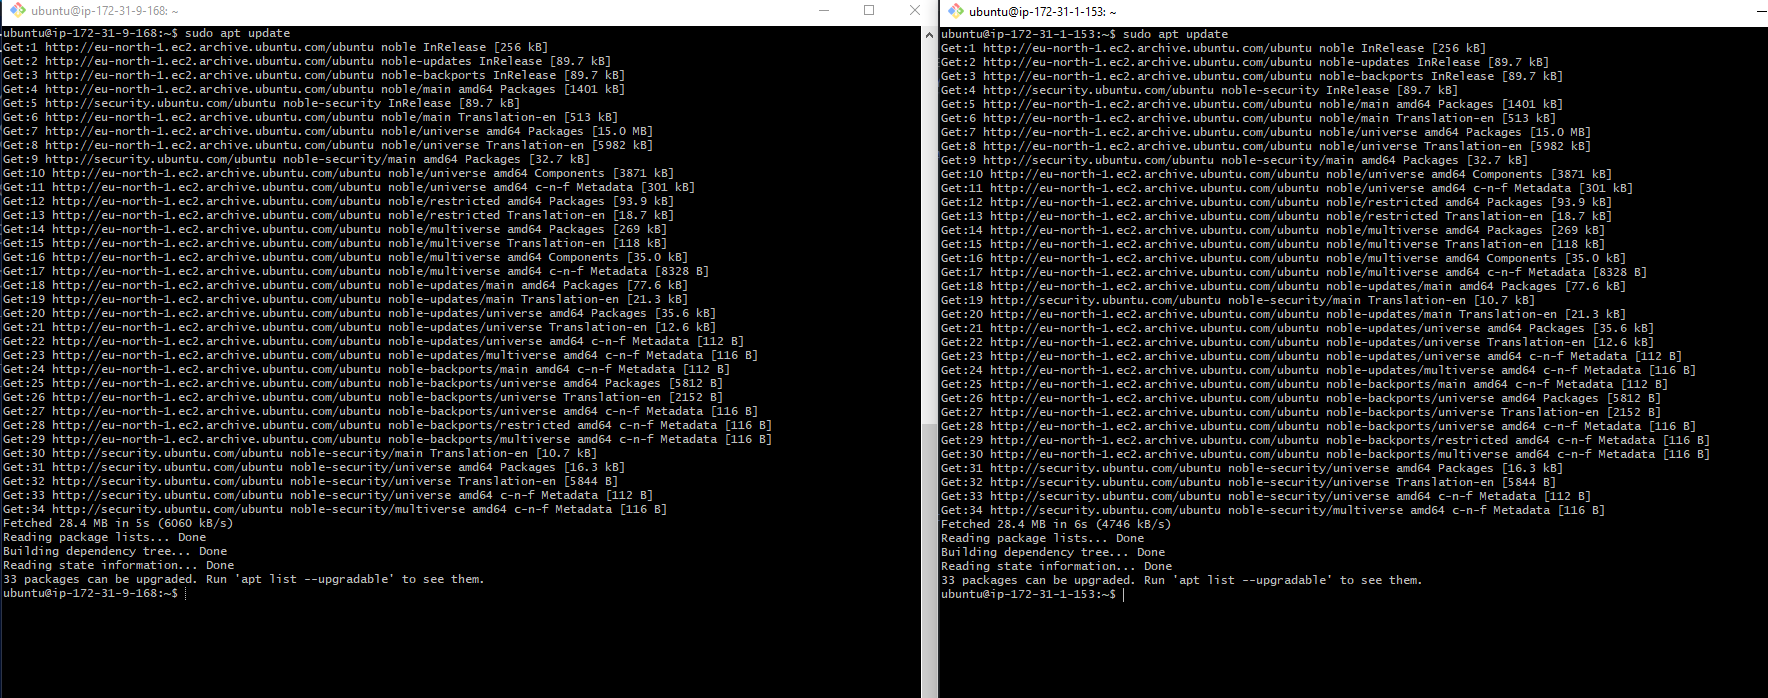 ubuntu@ip-172-31-9-168: ~
ubuntu@ip-172-31-9-168:~$ sudo apt update
Get:1 http://eu-north-1.ec2.archive.ubuntu.com/ubuntu noble InRelease [256 kB]
Get:2 http://eu-north-1.ec2.archive.ubuntu.com/ubuntu noble-updates InRelease [89.7 kB]
Get:3 http://eu-north-1.ec2.archive.ubuntu.com/ubuntu noble-backports InRelease [89.7 kB]
Get:4 http://eu-north-1.ec2.archive.ubuntu.com/ubuntu noble/main amd64 Packages [1401 kB]
Get:5 http://security.ubuntu.com/ubuntu noble-security InRelease [89.7 kB]
Get:6 http://eu-north-1.ec2.archive.ubuntu.com/ubuntu noble/main Translation-en [513 kB]
Get:7 http://eu-north-1.ec2.archive.ubuntu.com/ubuntu noble/universe amd64 Packages [15.0 MB]
Get:8 http://eu-north-1.ec2.archive.ubuntu.com/ubuntu noble/universe Translation-en [5982 kB]
Get:9 http://security.ubuntu.com/ubuntu noble-security/main amd64 Packages [32.7 kB]
Get:10 http://eu-north-1.ec2.archive.ubuntu.com/ubuntu noble/universe amd64 Components [3871 kB]
Get:11 http://eu-north-1.ec2.archive.ubuntu.com/ubuntu noble/universe amd64 c-n-f Metadata [301 kB]
Get:12 http://eu-north-1.ec2.archive.ubuntu.com/ubuntu noble/restricted amd64 Packages [93.9 kB]
Get:13 http://eu-north-1.ec2.archive.ubuntu.com/ubuntu noble/restricted Translation-en [18.7 kB]
Get:14 http://eu-north-1.ec2.archive.ubuntu.com/ubuntu noble/multiverse amd64 Packages [269 kB]
Get:15 http://eu-north-1.ec2.archive.ubuntu.com/ubuntu noble/multiverse Translation-en [118 kB]
Get:16 http://eu-north-1.ec2.archive.ubuntu.com/ubuntu noble/multiverse amd64 Components [35.0 kB]
Get:17 http://eu-north-1.ec2.archive.ubuntu.com/ubuntu noble/multiverse amd64 c-n-f Metadata [8328 B]
Get:18 http://eu-north-1.ec2.archive.ubuntu.com/ubuntu noble-updates/main amd64 Packages [77.6 kB]
Get:19 http://eu-north-1.ec2.archive.ubuntu.com/ubuntu noble-updates/main Translation-en [21.3 kB]
Get:20 http://eu-north-1.ec2.archive.ubuntu.com/ubuntu noble-updates/universe amd64 Packages [35.6 kB]
Get:21 http://eu-north-1.ec2.archive.ubuntu.com/ubuntu noble-updates/universe Translation-en [12.6 kB]
Get:22 http://eu-north-1.ec2.archive.ubuntu.com/ubuntu noble-updates/universe amd64 c-n-f Metadata [112 B]
Get:23 http://eu-north-1.ec2.archive.ubuntu.com/ubuntu noble-updates/multiverse amd64 c-n-f Metadata [116 B]
Get:24 http://eu-north-1.ec2.archive.ubuntu.com/ubuntu noble-backports/main amd64 c-n-f Metadata [112 B]
Get:25 http://eu-north-1.ec2.archive.ubuntu.com/ubuntu noble-backports/universe amd64 Packages [5812 B]
Get:26 http://eu-north-1.ec2.archive.ubuntu.com/ubuntu noble-backports/universe Translation-en [2152 B]
Get:27 http://eu-north-1.ec2.archive.ubuntu.com/ubuntu noble-backports/universe amd64 c-n-f Metadata [116 B]
Get:28 http://eu-north-1.ec2.archive.ubuntu.com/ubuntu noble-backports/restricted amd64 c-n-f Metadata [116 B]
Get:29 http://eu-north-1.ec2.archive.ubuntu.com/ubuntu noble-backports/multiverse amd64 c-n-f Metadata [116 B]
Get:30 http://security.ubuntu.com/ubuntu noble-security/main Translation-en [10.7 kB]
Get:31 http://security.ubuntu.com/ubuntu noble-security/universe amd64 Packages [16.3 kB]
Get:32 http://security.ubuntu.com/ubuntu noble-security/universe Translation-en [5844 B]
Get:33 http://security.ubuntu.com/ubuntu noble-security/universe amd64 c-n-f Metadata [112 B]
Get:34 http://security.ubuntu.com/ubuntu noble-security/multiverse amd64 c-n-f Metadata [116 B]
Fetched 28.4 MB in 5s (6060 kB/s)
Reading package lists... Done
Building dependency tree... Done
Reading state information... Done
33 packages can be upgraded. Run 'apt list --upgradable' to see them.
ubuntu@ip-172-31-9-168:~$
ubuntu@ip-172-31-1-153: ~
ubuntu@ip-172-31-1-153:~$ sudo apt update
Get:1 http://eu-north-1.ec2.archive.ubuntu.com/ubuntu noble InRelease [256 kB]
Get:2 http://eu-north-1.ec2.archive.ubuntu.com/ubuntu noble-updates InRelease [89.7 kB]
Get:3 http://eu-north-1.ec2.archive.ubuntu.com/ubuntu noble-backports InRelease [89.7 kB]
Get:4 http://security.ubuntu.com/ubuntu noble-security InRelease [89.7 kB]
Get:5 http://eu-north-1.ec2.archive.ubuntu.com/ubuntu noble/main amd64 Packages [1401 kB]
Get:6 http://eu-north-1.ec2.archive.ubuntu.com/ubuntu noble/main Translation-en [513 kB]
Get:7 http://eu-north-1.ec2.archive.ubuntu.com/ubuntu noble/universe amd64 Packages [15.0 MB]
Get:8 http://eu-north-1.ec2.archive.ubuntu.com/ubuntu noble/universe Translation-en [5982 kB]
Get:9 http://security.ubuntu.com/ubuntu noble-security/main amd64 Packages [32.7 kB]
Get:10 http://eu-north-1.ec2.archive.ubuntu.com/ubuntu noble/universe amd64 Components [3871 kB]
Get:11 http://eu-north-1.ec2.archive.ubuntu.com/ubuntu noble/universe amd64 c-n-f Metadata [301 kB]
Get:12 http://eu-north-1.ec2.archive.ubuntu.com/ubuntu noble/restricted amd64 Packages [93.9 kB]
Get:13 http://eu-north-1.ec2.archive.ubuntu.com/ubuntu noble/restricted Translation-en [18.7 kB]
Get:14 http://eu-north-1.ec2.archive.ubuntu.com/ubuntu noble/multiverse amd64 Packages [269 kB]
Get:15 http://eu-north-1.ec2.archive.ubuntu.com/ubuntu noble/multiverse Translation-en [118 kB]
Get:16 http://eu-north-1.ec2.archive.ubuntu.com/ubuntu noble/multiverse amd64 Components [35.0 kB]
Get:17 http://eu-north-1.ec2.archive.ubuntu.com/ubuntu noble/multiverse amd64 c-n-f Metadata [8328 B]
Get:18 http://eu-north-1.ec2.archive.ubuntu.com/ubuntu noble-updates/main amd64 Packages [77.6 kB]
Get:19 http://security.ubuntu.com/ubuntu noble-security/main Translation-en [10.7 kB]
Get:20 http://eu-north-1.ec2.archive.ubuntu.com/ubuntu noble-updates/main Translation-en [21.3 kB]
Get:21 http://eu-north-1.ec2.archive.ubuntu.com/ubuntu noble-updates/universe amd64 Packages [35.6 kB]
Get:22 http://eu-north-1.ec2.archive.ubuntu.com/ubuntu noble-updates/universe Translation-en [12.6 kB]
Get:23 http://eu-north-1.ec2.archive.ubuntu.com/ubuntu noble-updates/universe amd64 c-n-f Metadata [112 B]
Get:24 http://eu-north-1.ec2.archive.ubuntu.com/ubuntu noble-updates/multiverse amd64 c-n-f Metadata [116 B]
Get:25 http://eu-north-1.ec2.archive.ubuntu.com/ubuntu noble-backports/main amd64 c-n-f Metadata [112 B]
Get:26 http://eu-north-1.ec2.archive.ubuntu.com/ubuntu noble-backports/universe amd64 Packages [5812 B]
Get:27 http://eu-north-1.ec2.archive.ubuntu.com/ubuntu noble-backports/universe Translation-en [2152 B]
Get:28 http://eu-north-1.ec2.archive.ubuntu.com/ubuntu noble-backports/universe amd64 c-n-f Metadata [116 B]
Get:29 http://eu-north-1.ec2.archive.ubuntu.com/ubuntu noble-backports/restricted amd64 c-n-f Metadata [116 B]
Get:30 http://eu-north-1.ec2.archive.ubuntu.com/ubuntu noble-backports/multiverse amd64 c-n-f Metadata [116 B]
Get:31 http://security.ubuntu.com/ubuntu noble-security/universe amd64 Packages [16.3 kB]
Get:32 http://security.ubuntu.com/ubuntu noble-security/universe Translation-en [5844 B]
Get:33 http://security.ubuntu.com/ubuntu noble-security/universe amd64 c-n-f Metadata [112 B]
Get:34 http://security.ubuntu.com/ubuntu noble-security/multiverse amd64 c-n-f Metadata [116 B]
Fetched 28.4 MB in 6s (4746 kB/s)
Reading package lists... Done
Building dependency tree... Done
Reading state information... Done
33 packages can be upgraded. Run 'apt list --upgradable' to see them.
ubuntu@ip-172-31-1-153:~$